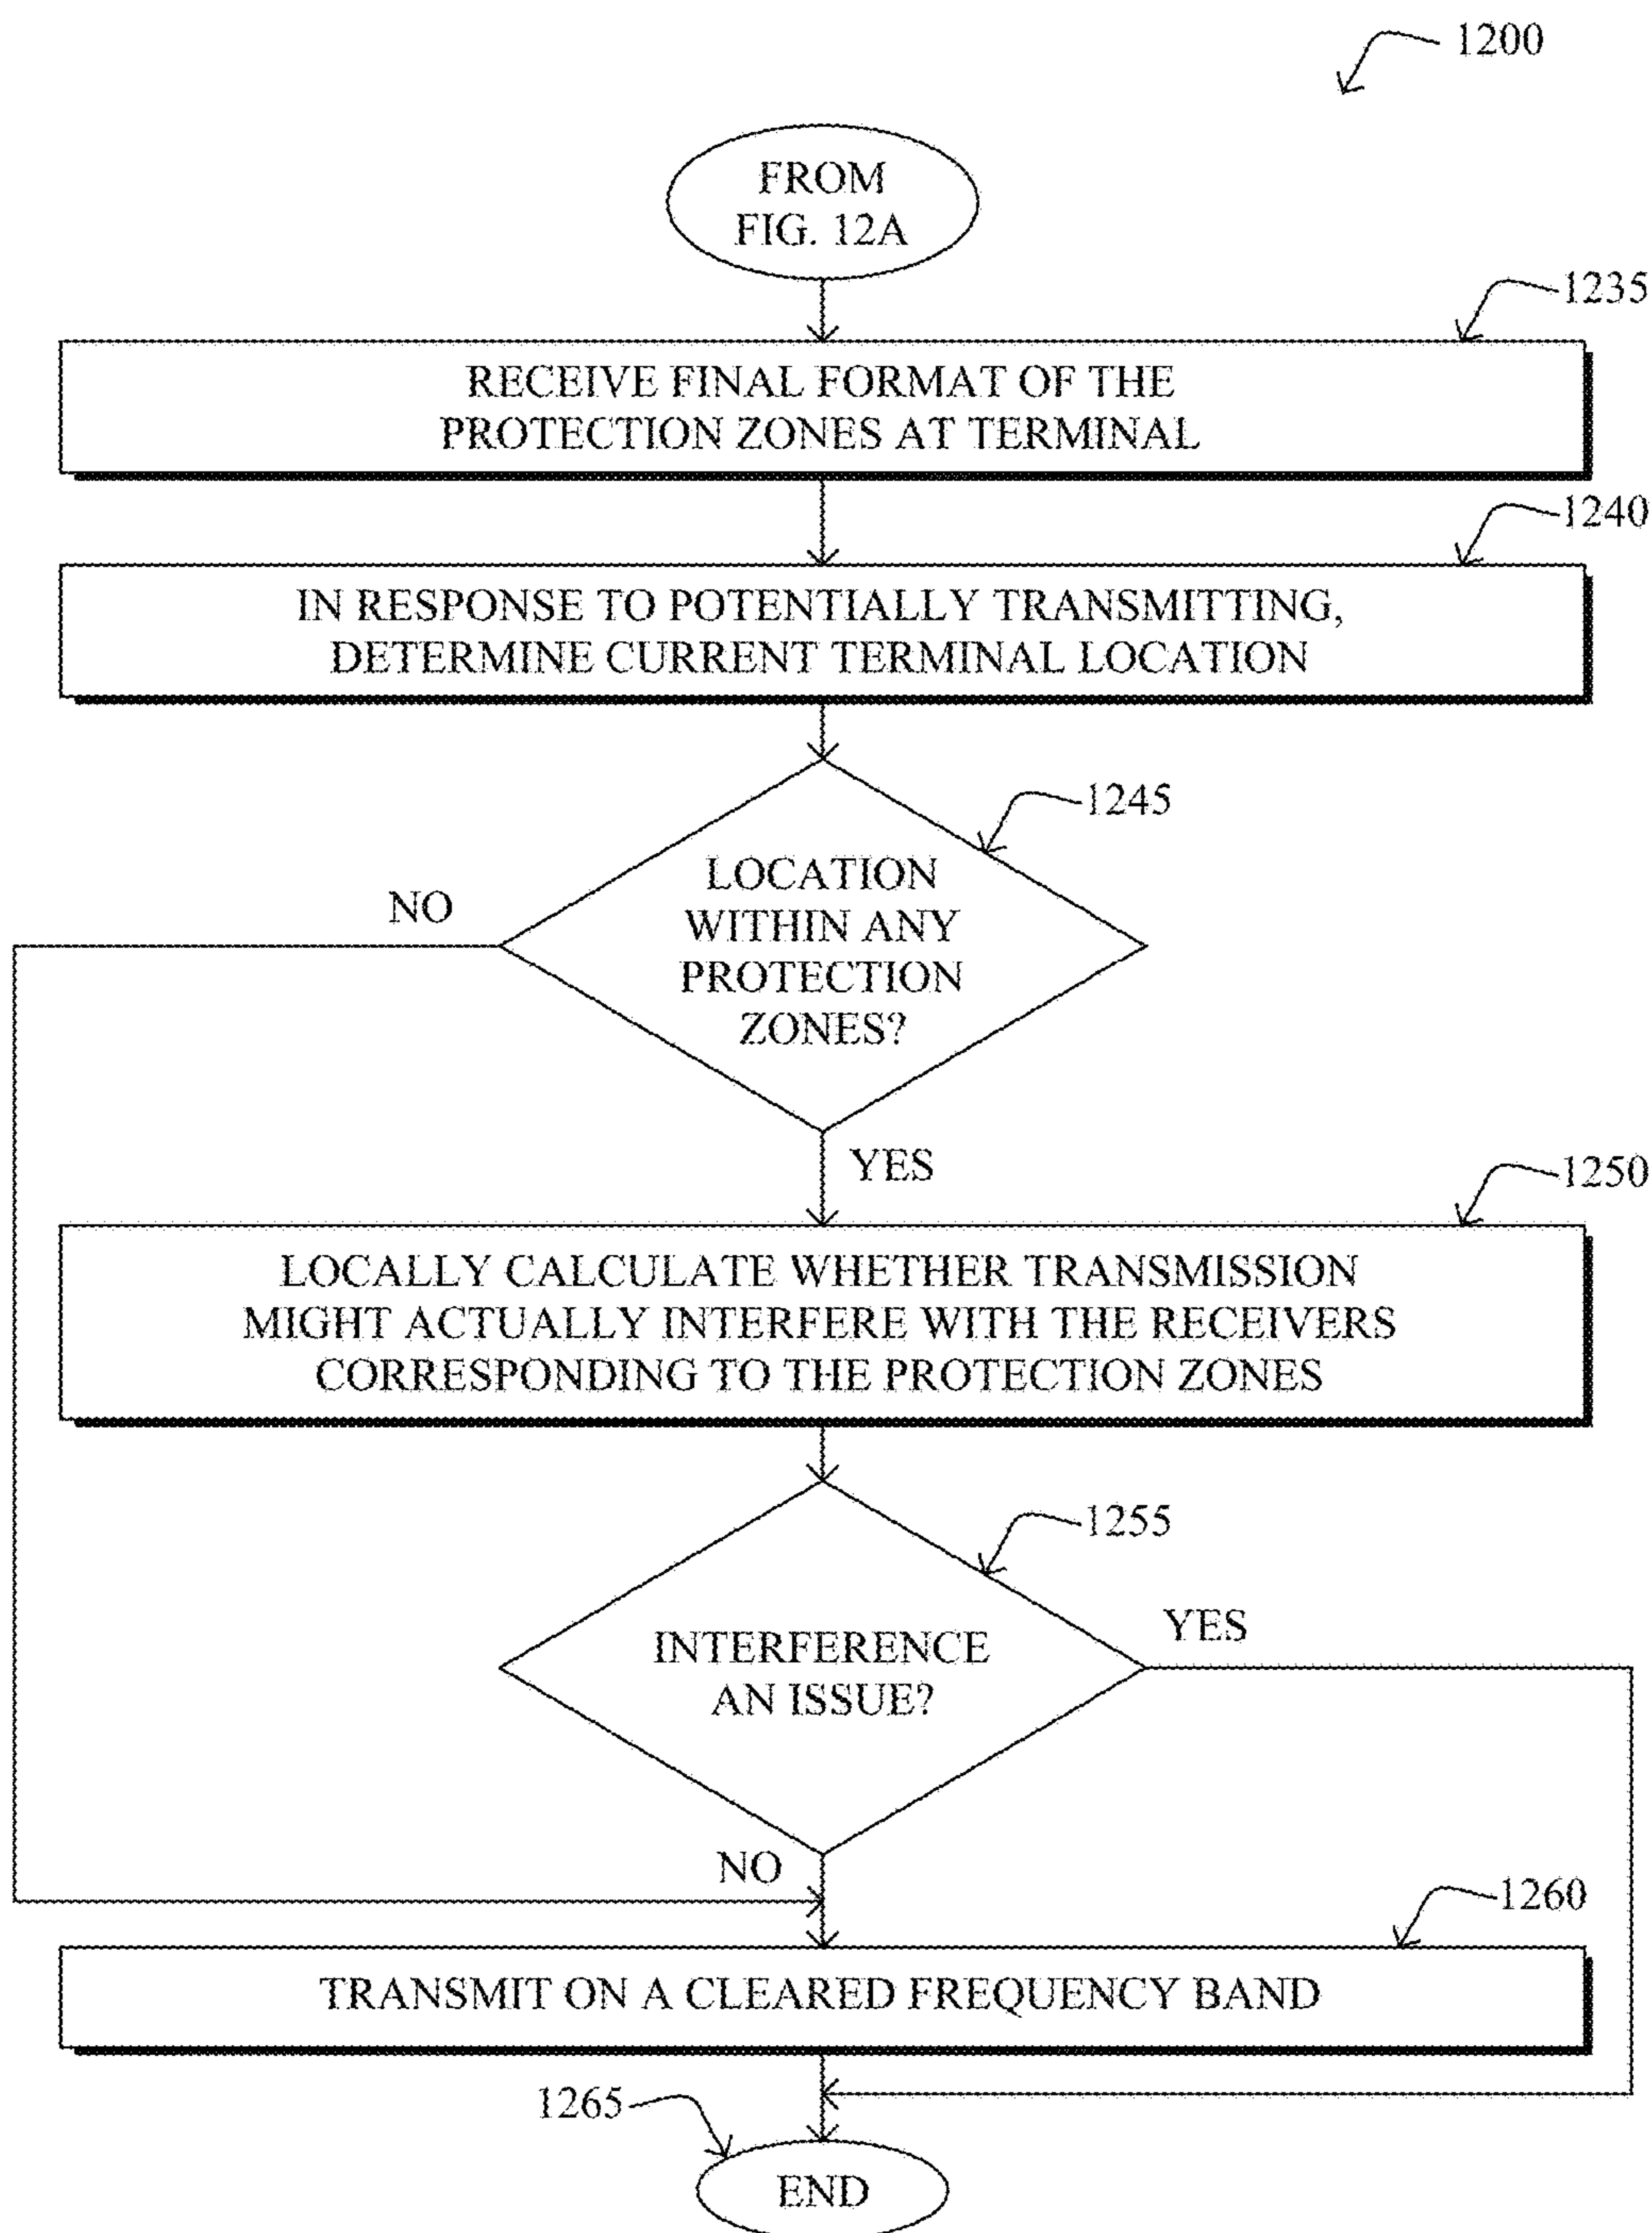 1200
FROM
FIG. 12A
1235
RECEIVE FINAL FORMAT OF THE
PROTECTION ZONES AT TERMINAL
1240
IN RESPONSE TO POTENTIALLY TRANSMITTING,
DETERMINE CURRENT TERMINAL LOCATION
1245
LOCATION
WITHIN ANY
PROTECTION
ZONES?
NO
YES
1250
LOCALLY CALCULATE WHETHER TRANSMISSION
MIGHT ACTUALLY INTERFERE WITH THE RECEIVERS
CORRESPONDING TO THE PROTECTION ZONES
1255
INTERFERENCE
AN ISSUE?
YES
NO
1260
TRANSMIT ON A CLEARED FREQUENCY BAND
1265
END